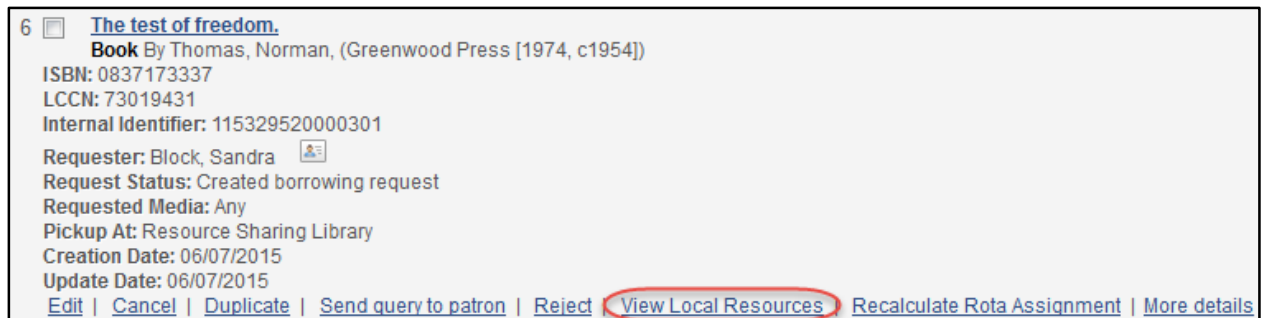 6 The test of freedom.
Book By Thomas, Norman, (Greenwood Press [1974, c1954])
ISBN: 0837173337
LCCN: 73019431
Internal Identifier: 115329520000301
Requester: Block, Sandra
Request Status: Created borrowing request
Requested Media: Any
Pickup At: Resource Sharing Library
Creation Date: 06/07/2015
Update Date: 06/07/2015
Edit | Cancel | Duplicate | Send query to patron | Reject | View Local Resources | Recalculate Rota Assignment | More details